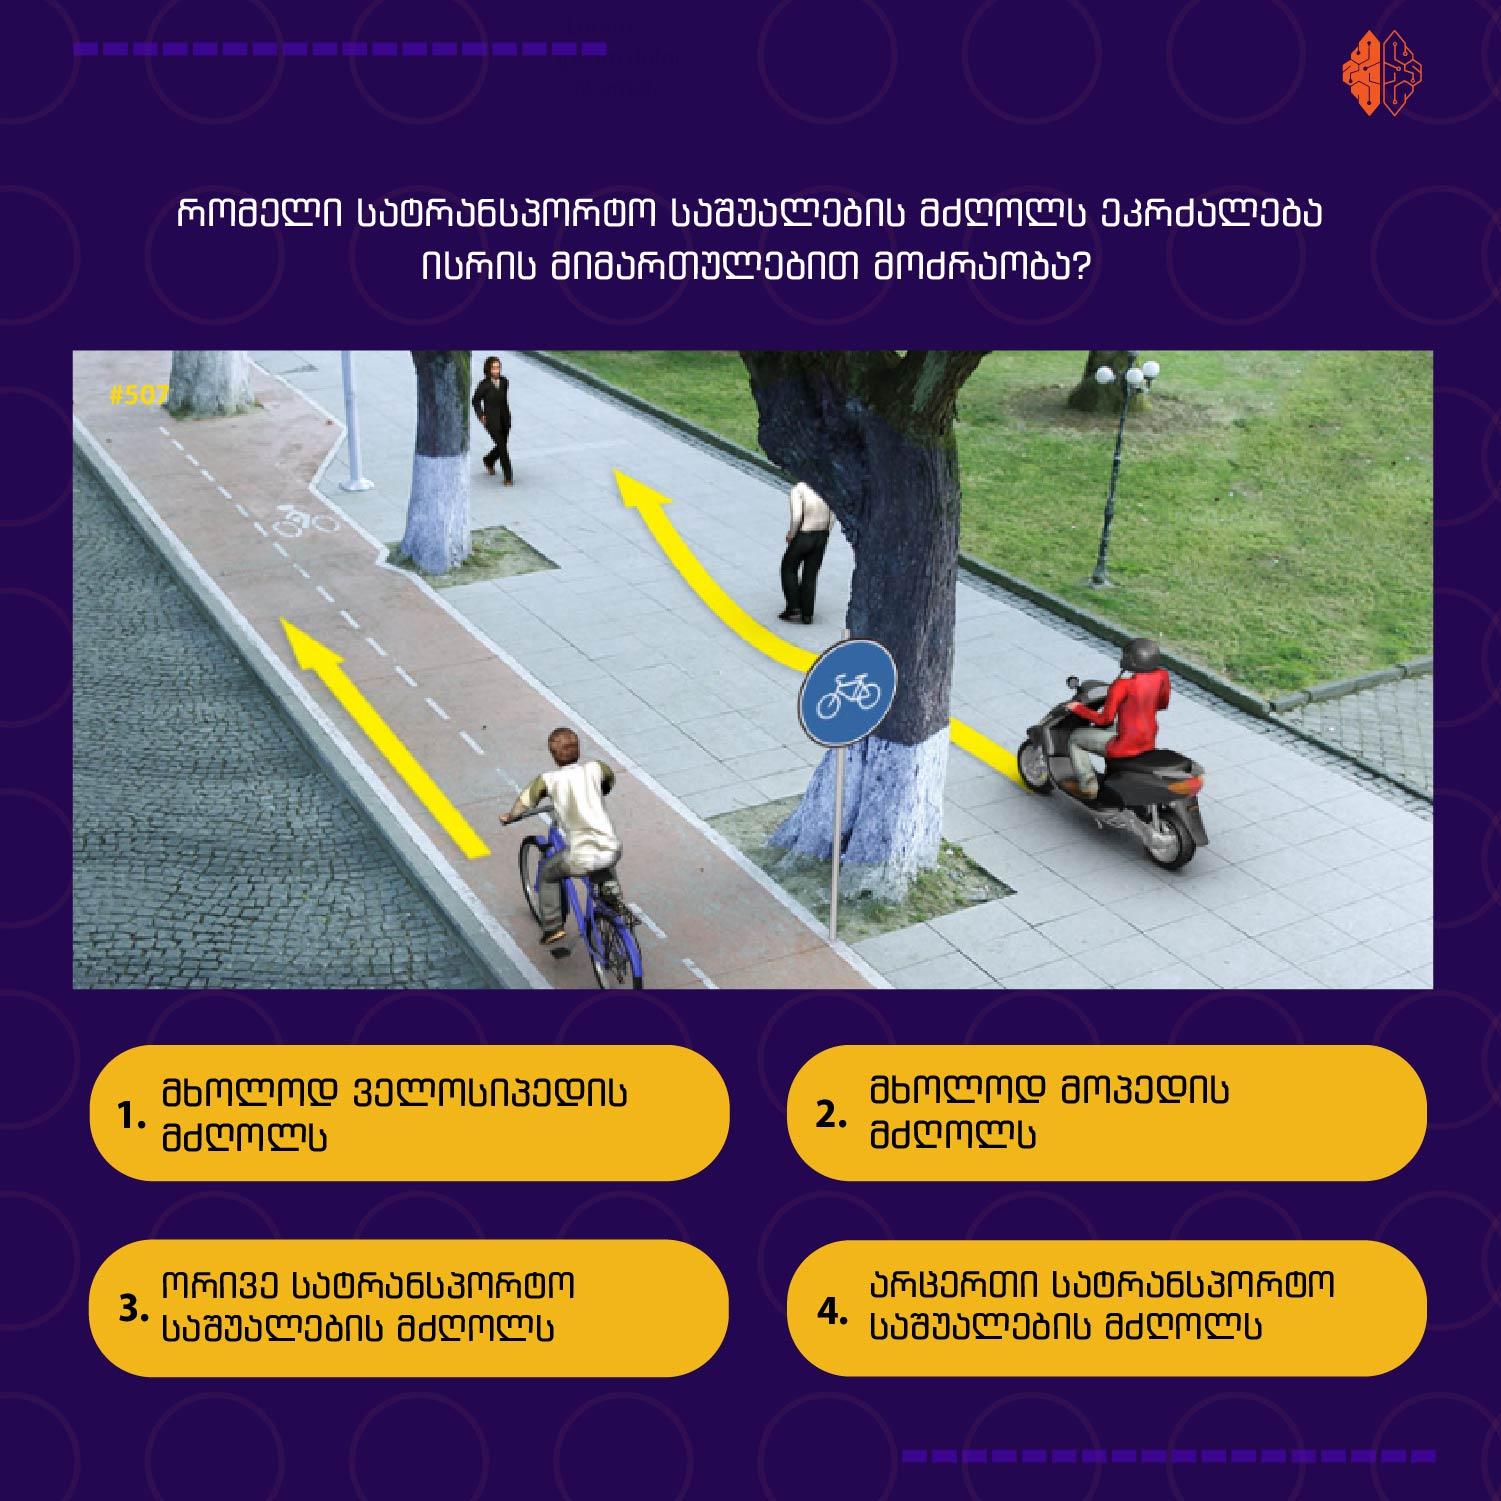 რომელი სატრანსპორტო საშუალების მძღოლს ეკრძალება
ისრის მიმართულებით მოძრაობა?
#507
1. მხოლოდ ველოსიპედის
მძღოლს
2. მხოლოდ მოპედის
მძღოლს
3. ორივე სატრანსპორტო
საშუალების მძღოლს
4. არცერთი სატრანსპორტო
საშუალების მძღოლს